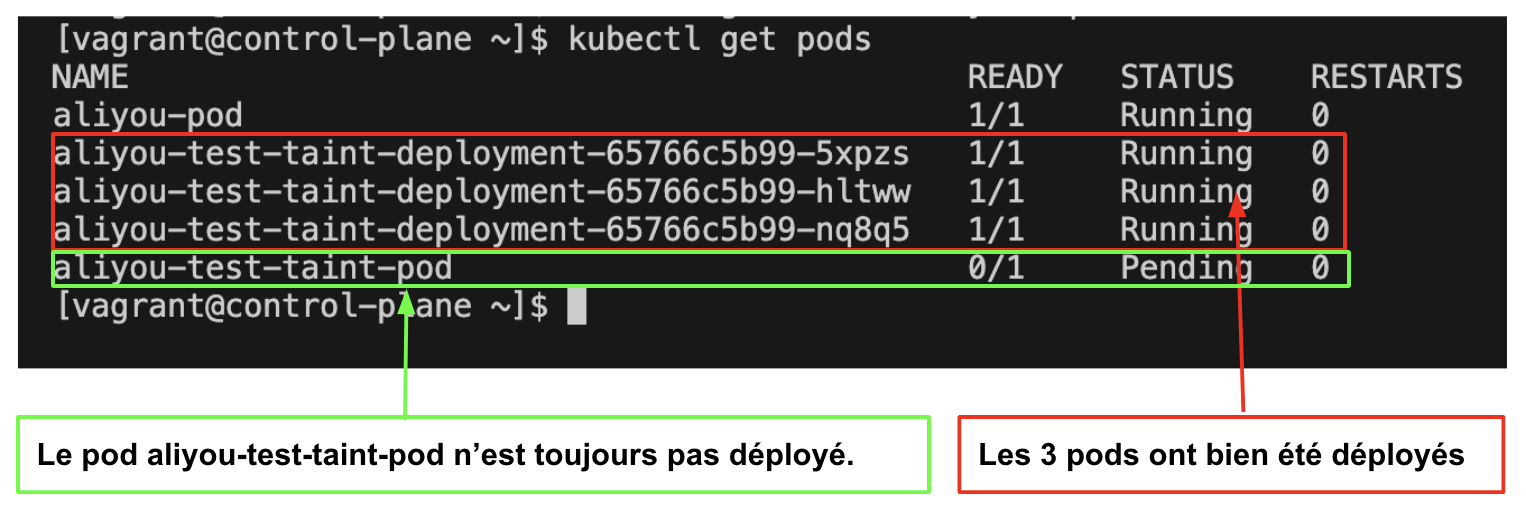 [vagrant@control-plane ~]$ kubectl get pods
NAME READY STATUS RESTARTS
aliyou-pod 1/1 Running 0
aliyou-test-taint-deployment-65766c5b99-5xpzs 1/1 Running 0
aliyou-test-taint-deployment-65766c5b99-hltww 1/1 Running 0
aliyou-test-taint-deployment-65766c5b99-nq8q5 1/1 Running 0
aliyou-test-taint-pod 0/1 Pending 0
[vagrant@control-plane ~]$
Le pod aliyou-test-taint-pod n’est toujours pas déployé.
Les 3 pods ont bien été déployés